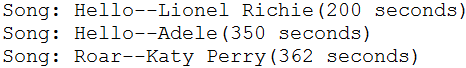 Song: Hello--Lionel Richie(200 seconds)
Song: Hello--Adele(350 seconds)
Song: Roar--Katy Perry(362 seconds)